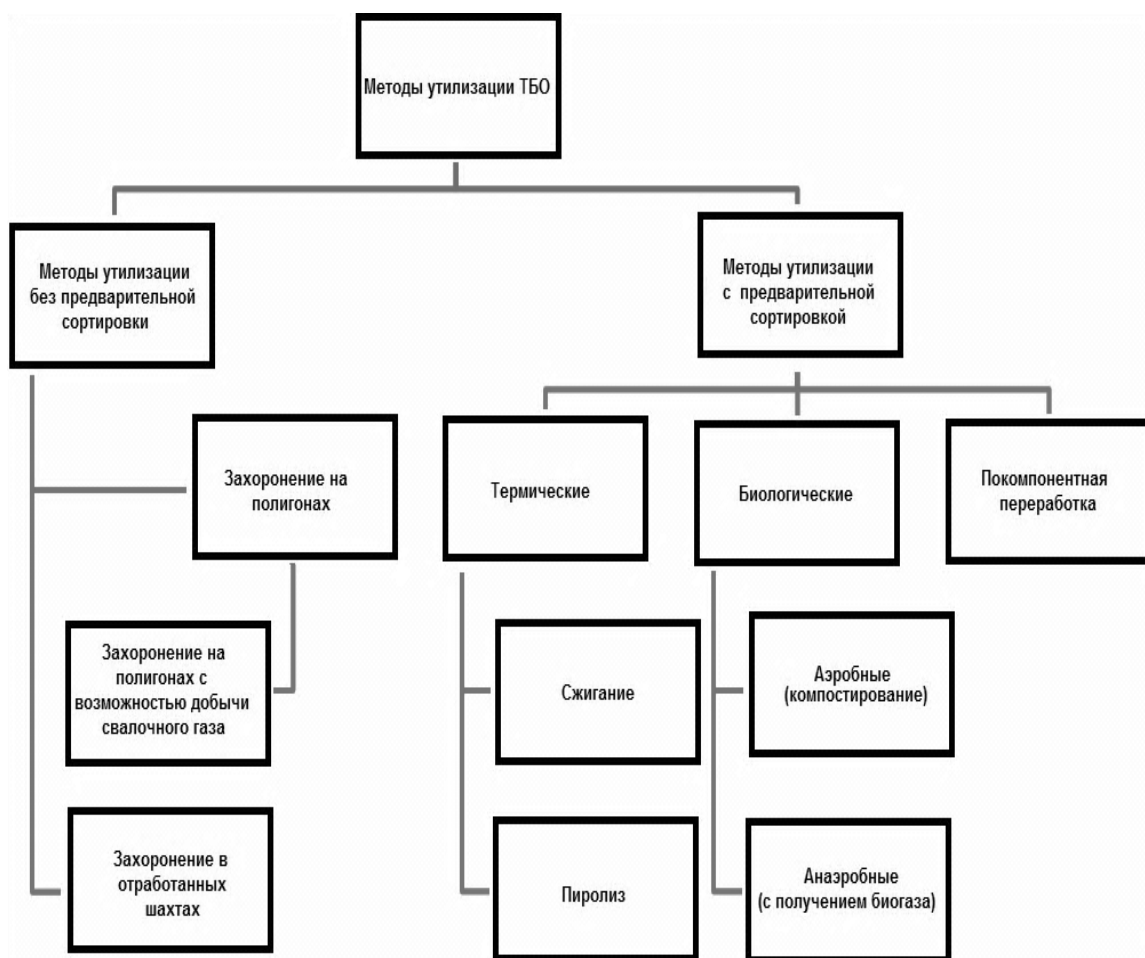 Методы утилизации ТБО
Методы утилизации
без предварительной
сортировки
Методы утилизации
с предварительной
сортировкой
Захоронение на
полигонах
Термические
Биологические
Покомпонентная
переработка
Захоронение на
полигонах с
возможностью добычи
свалочного газа
Сжигание
Аэробные
(компостирование)
Захоронение в
отработанных
шахтах
Пиролиз
Анаэробные
(с получением биогаза)